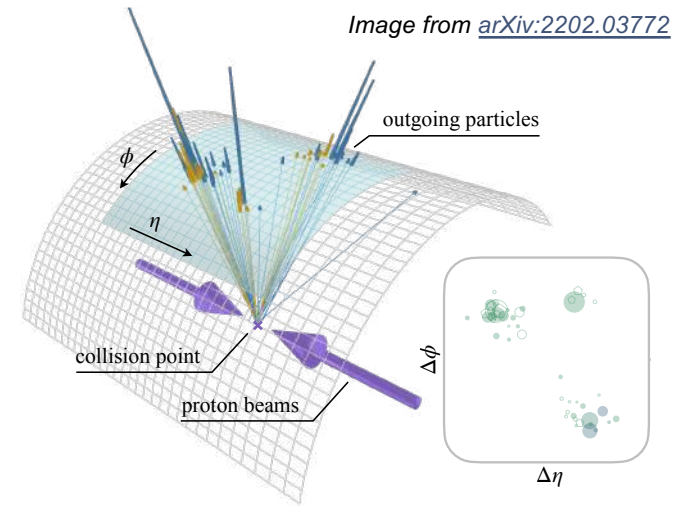 Image from arXiv:2202.03772
outgoing particles
ϕ
η
collision point
proton beams
Δϕ
Δη